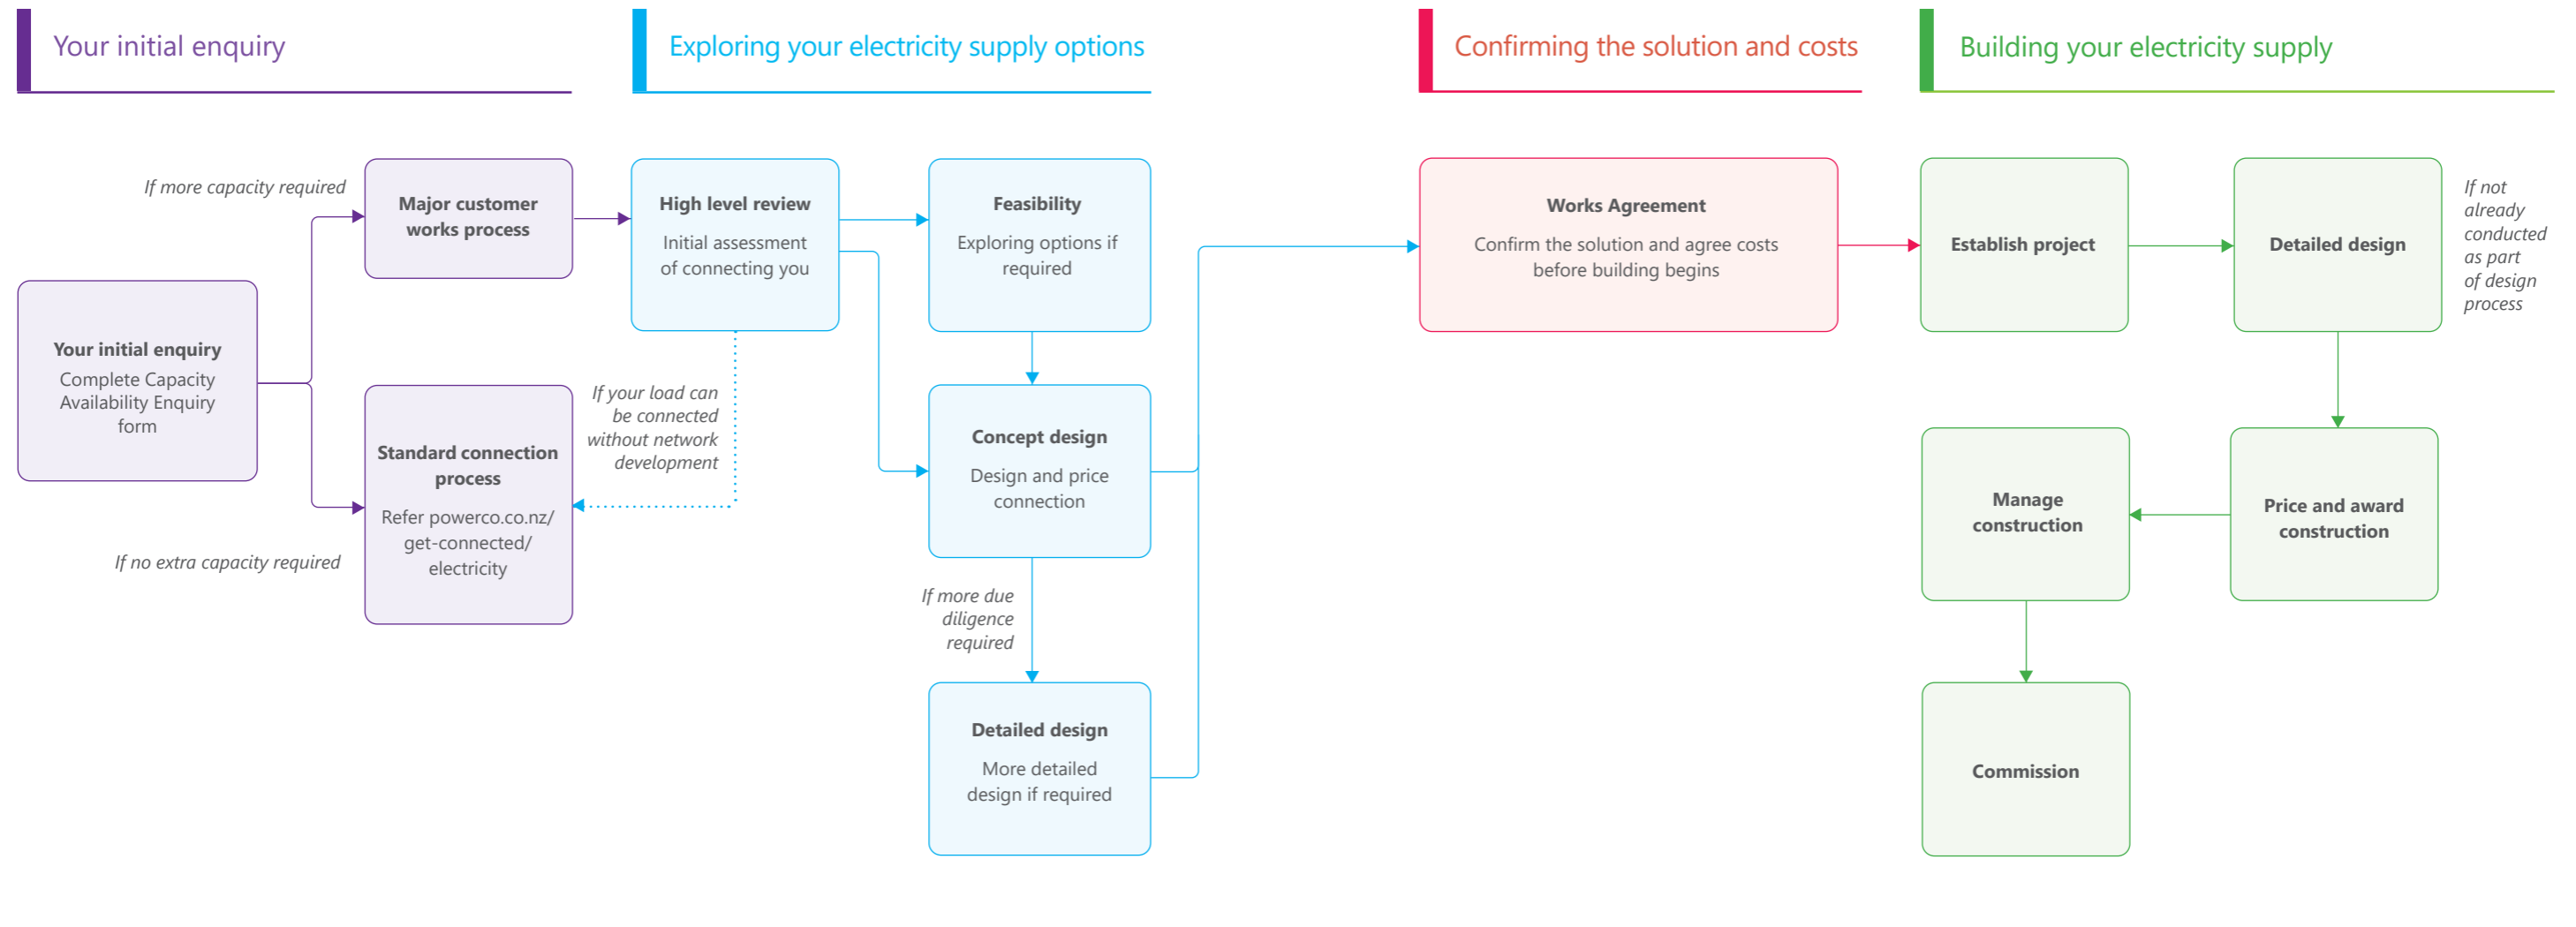 Your initial enquiry
Exploring your electricity supply options
Confirming the solution and costs
Building your electricity supply
If more capacity required
Major customer
works process
Your initial enquiry
Complete Capacity
Availability Enquiry
form
Standard connection
process
Refer powerco.co.nz/
get-connected/
electricity
If no extra capacity required
High level review
Initial assessment
of connecting you
If your load can
be connected
without network
development
Feasibility
Exploring options if
required
Concept design
Design and price
connection
If more due
diligence
required
Detailed design
More detailed
design if required
Works Agreement
Confirm the solution and agree costs
before building begins
Establish project
Detailed design
If not
already
conducted
as part
of design
process
Price and award
construction
Manage
construction
Commission